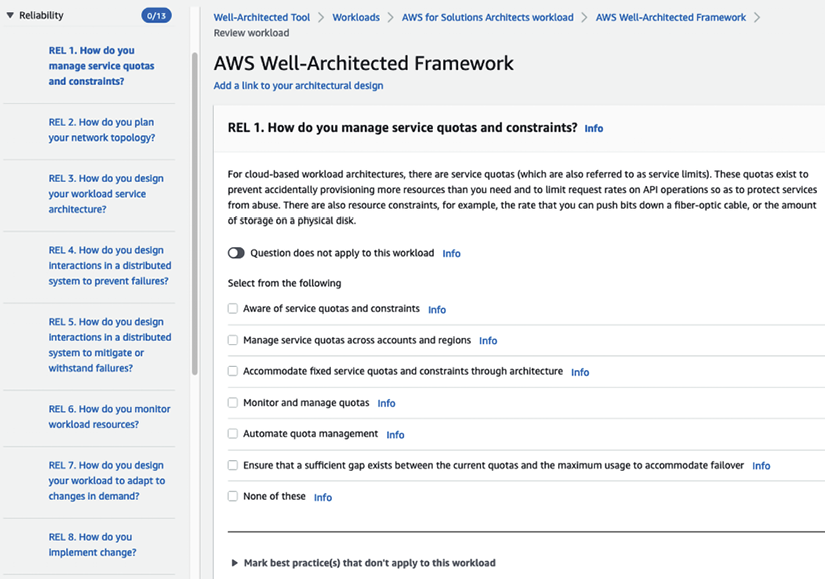 Reliability
0/13
REL 1. How do you
manage service quotas
and constraints?
REL 2. How do you plan
your network topology?
REL 3. How do you design
your workload service
architecture?
REL 4. How do you design
interactions in a distributed
system to prevent failures?
REL 5. How do you design
interactions in a distributed
system to mitigate or
withstand failures?
REL 6. How do you monitor
workload resources?
REL 7. How do you design
your workload to adapt to
changes in demand?
REL 8. How do you
implement change?
Well-Architected Tool > Workloads > AWS for Solutions Architects workload > AWS Well-Architected Framework >
Review workload
AWS Well-Architected Framework
Add a link to your architectural design
REL 1. How do you manage service quotas and constraints? Info
For cloud-based workload architectures, there are service quotas (which are also referred to as service limits). These quotas exist to
prevent accidentally provisioning more resources than you need and to limit request rates on API operations so as to protect services
from abuse. There are also resource constraints, for example, the rate that you can push bits down a fiber-optic cable, or the amount
of storage on a physical disk.
Question does not apply to this workload Info
Select from the following
Aware of service quotas and constraints Info
Manage service quotas across accounts and regions Info
Accommodate fixed service quotas and constraints through architecture Info
Monitor and manage quotas Info
Automate quota management Info
Ensure that a sufficient gap exists between the current quotas and the maximum usage to accommodate failover Info
None of these Info
Mark best practice(s) that don't apply to this workload